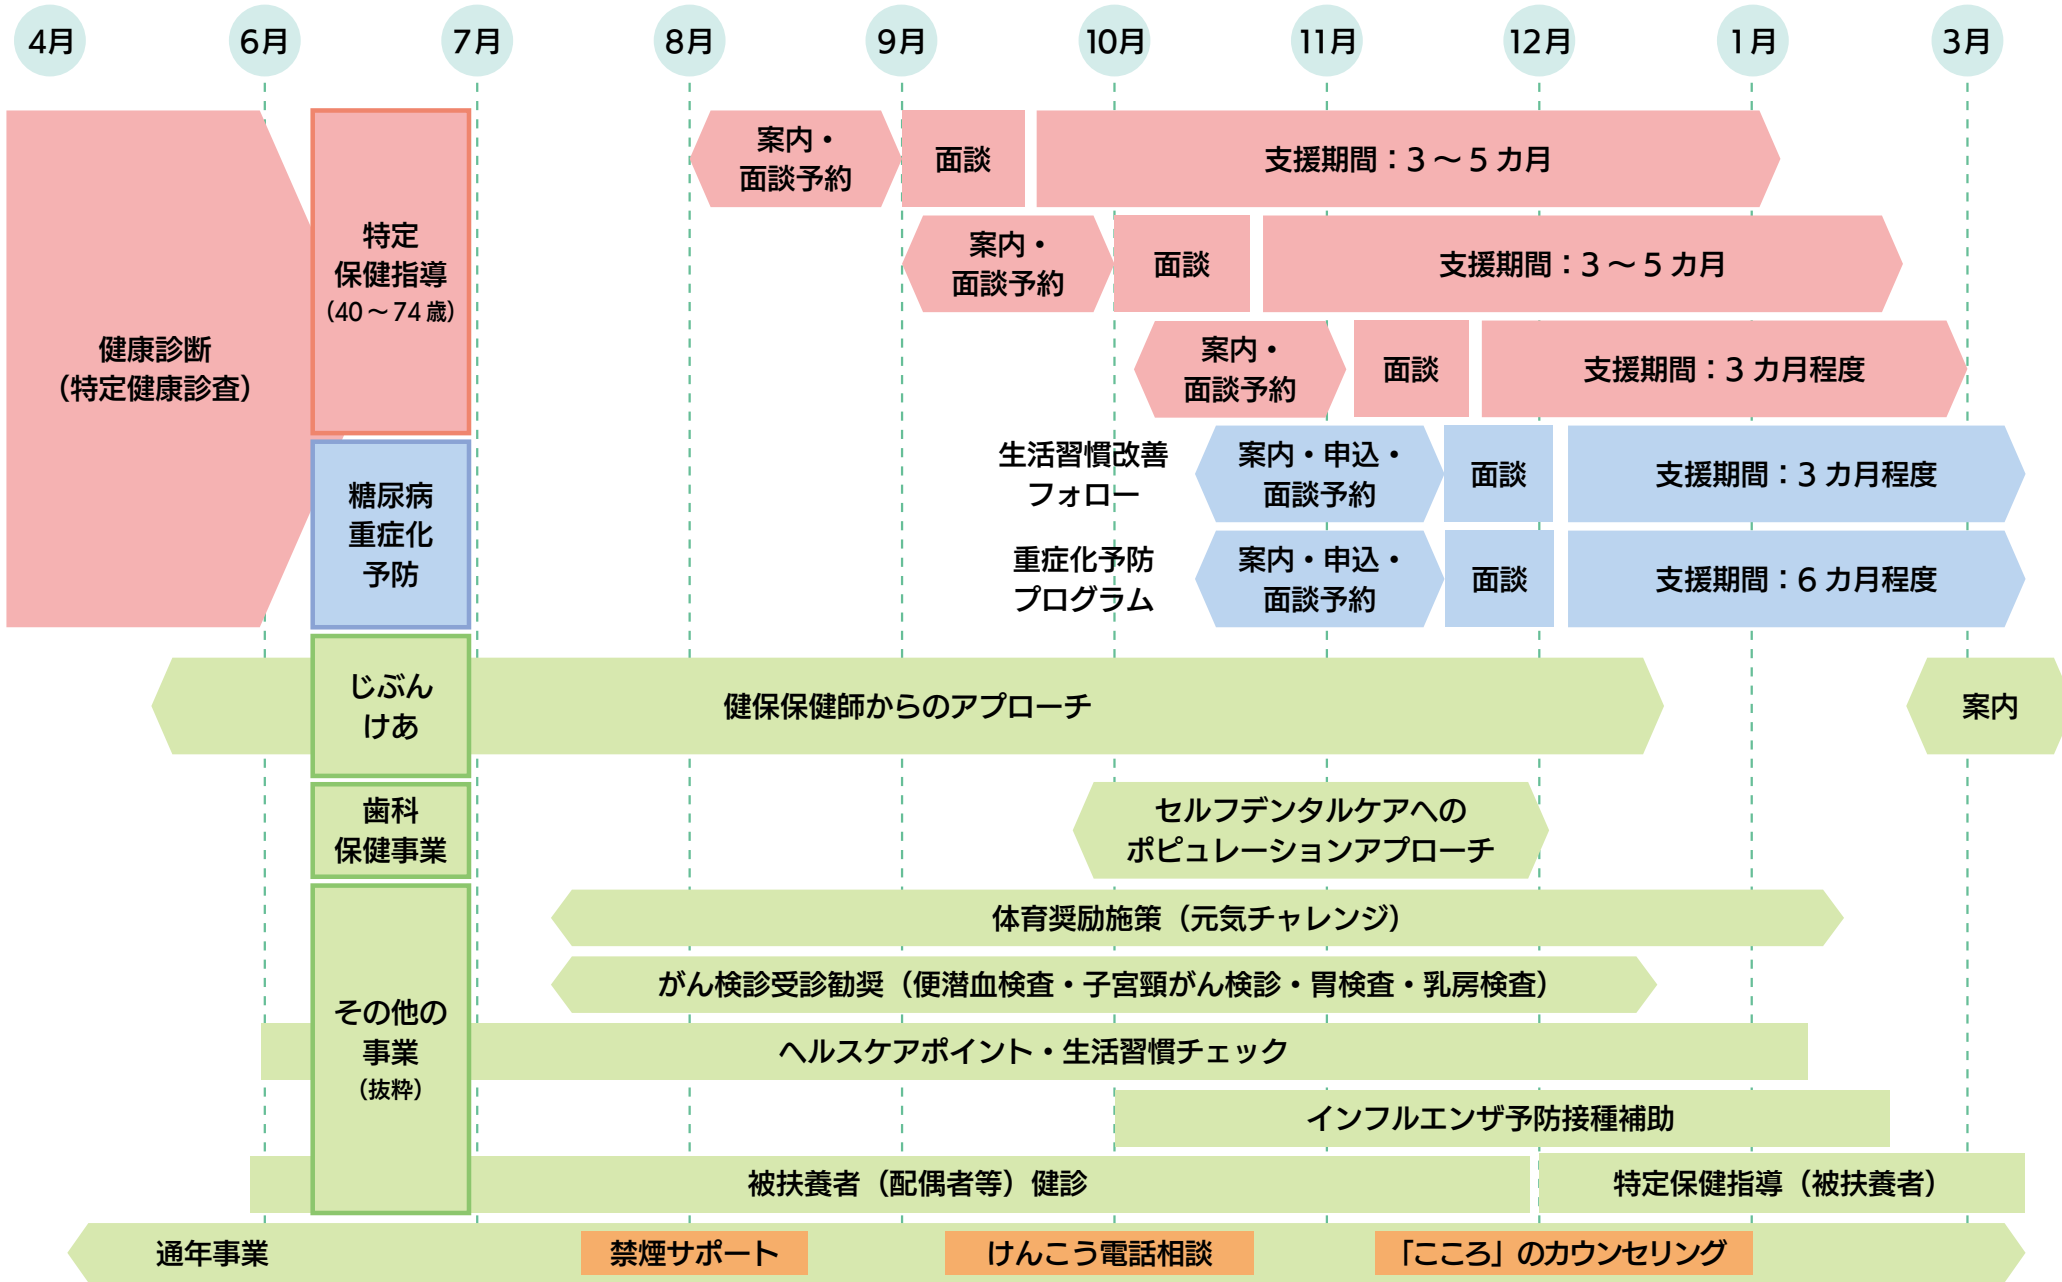 4月 6月 7月 8月 9月 10月 11月 12月 1月 3月
健康診断
（特定健康診査）
特定
保健指導
（40～74歳）
案内・
面談予約
面談
支援期間：3～5カ月
案内・
面談予約
面談
支援期間：3～5カ月
案内・
面談予約
面談
支援期間：3カ月程度
糖尿病
重症化
予防
生活習慣改善
フォロー
案内・申込・
面談予約
面談
支援期間：3カ月程度
重症化予防
プログラム
案内・申込・
面談予約
面談
支援期間：6カ月程度
じぶん
けあ
健保保健師からのアプローチ
案内
歯科
保健事業
セルフデンタルケアへの
ポピュレーションアプローチ
その他の
事業
（抜粋）
体育奨励施策（元気チャレンジ）
がん検診受診勧奨（便潜血検査・子宮頸がん検診・胃検査・乳房検査）
ヘルスケアポイント・生活習慣チェック
インフルエンザ予防接種補助
被扶養者（配偶者等）健診
特定保健指導（被扶養者）
通年事業
禁煙サポート
けんこう電話相談
「こころ」のカウンセリング